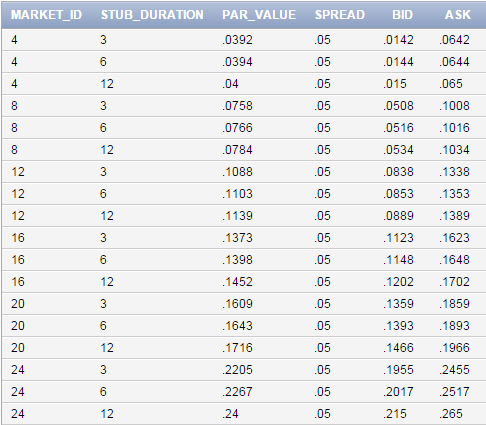 MARKET_ID STUB_DURATION PAR_VALUE SPREAD BID ASK
4 3 .0392 .05 .0142 .0642
4 6 .0394 .05 .0144 .0644
4 12 .04 .05 .015 .065
8 3 .0758 .05 .0508 .1008
8 6 .0766 .05 .0516 .1016
8 12 .0784 .05 .0534 .1034
12 3 .1088 .05 .0838 .1338
12 6 .1103 .05 .0853 .1353
12 12 .1139 .05 .0889 .1389
16 3 .1373 .05 .1123 .1623
16 6 .1398 .05 .1148 .1648
16 12 .1452 .05 .1202 .1702
20 3 .1609 .05 .1359 .1859
20 6 .1643 .05 .1393 .1893
20 12 .1716 .05 .1466 .1966
24 3 .2205 .05 .1955 .2455
24 6 .2267 .05 .2017 .2517
24 12 .24 .05 .215 .265